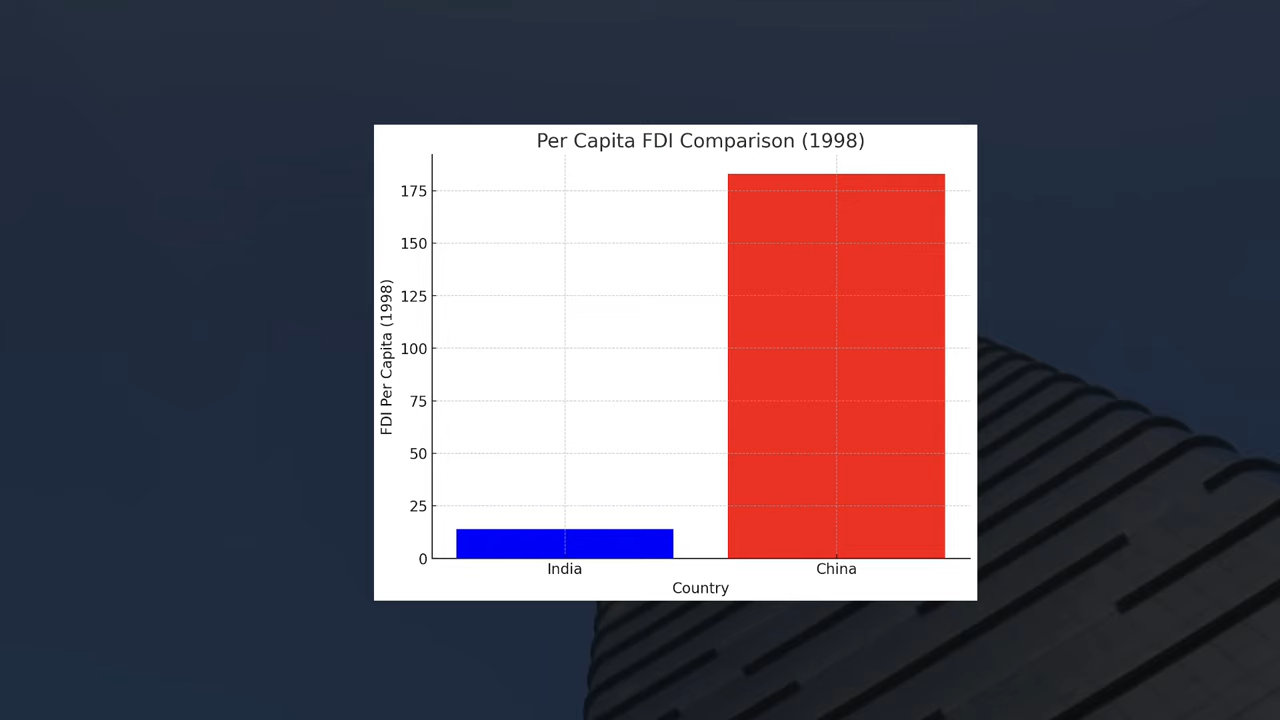 Per Capita FDI Comparison (1998)
175
150
125
100
75
50
25
0
FDI Per Capita (1998)
India
China
Country